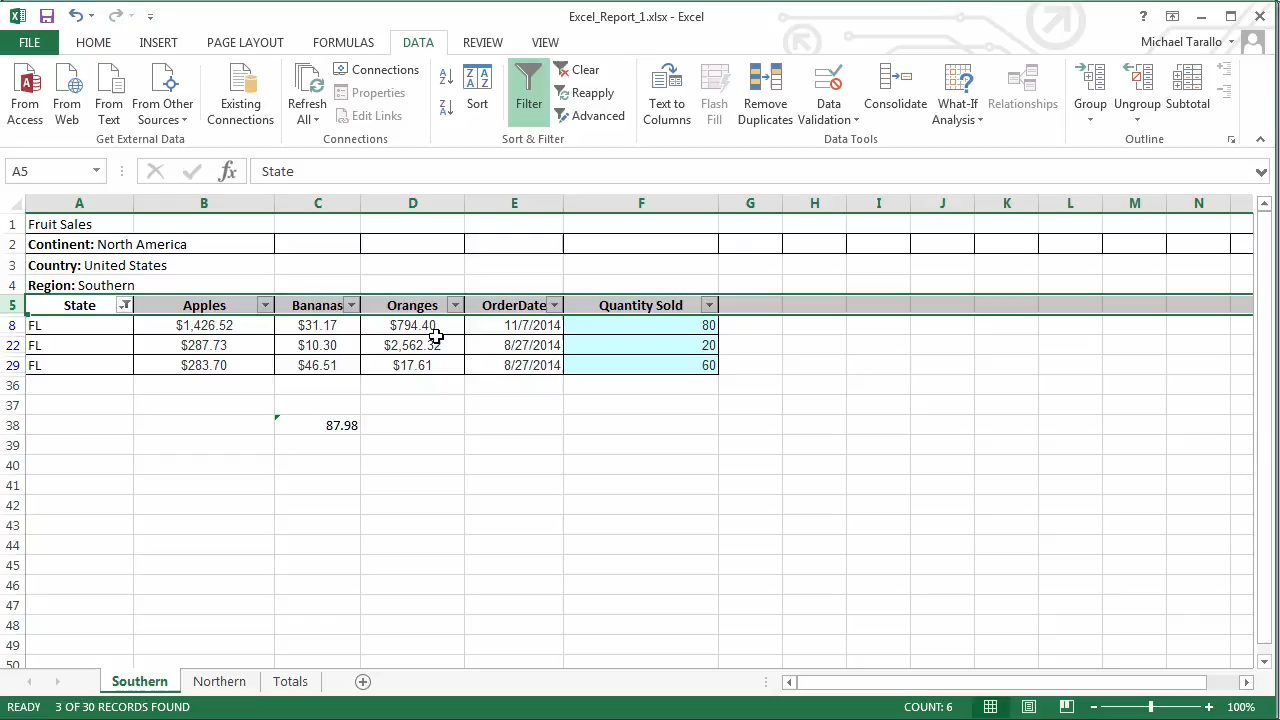 Excel_Report_1.xlsx - Excel
FILE HOME INSERT PAGE LAYOUT FORMULAS DATA REVIEW VIEW Michael Tarallo
From Access
From Web
From Text
From Other Sources
Existing Connections
Refresh All
Connections
Properties
Edit Links
Sort
Filter
Clear
Reapply
Advanced
Text to Columns
Flash Fill
Remove Duplicates
Data Validation
Consolidate
What-If Analysis
Relationships
Group
Ungroup
Subtotal
Get External Data Connections Sort & Filter Data Tools Outline
A5 fx State
A B C D E F G H I J K L M N
1 Fruit Sales
2 Continent: North America
3 Country: United States
4 Region: Southern
5 State Apples Bananas Oranges OrderDate Quantity Sold
8 FL $1,426.52 $31.17 $794.40 11/7/2014 80
22 FL $287.73 $10.30 $2,562.32 8/27/2014 20
29 FL $283.70 $46.51 $17.61 8/27/2014 60
36
37
38 87.98
39
40
41
42
43
44
45
46
47
48
49
50
Southern Northern Totals
READY 3 OF 30 RECORDS FOUND COUNT: 6 100%